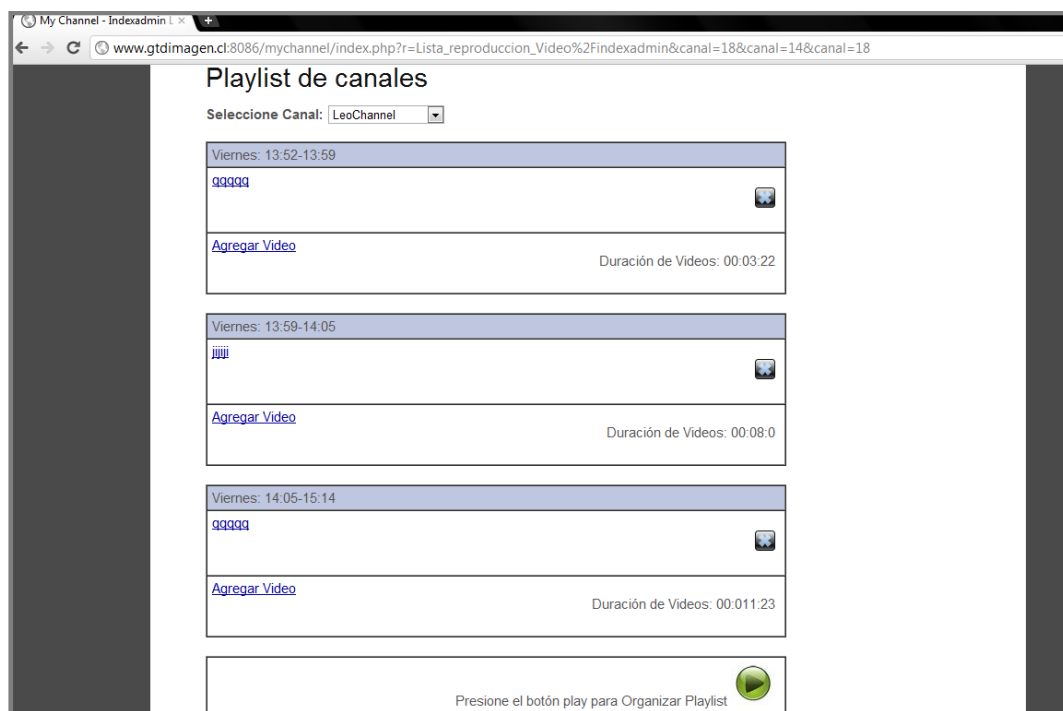 My Channel - Indexadmin L
www.gtdimagen.cl:8086/mychannel/index.php?r=Lista_reproduccion_Video%2Findexadmin&canal=18&canal=14&canal=18
Playlist de canales
Seleccione Canal: LeoChannel
Viernes: 13:52-13:59
qqqqq
Agregar Video
Duración de Videos: 00:03:22
Viernes: 13:59-14:05
jijiji
Agregar Video
Duración de Videos: 00:08:0
Viernes: 14:05-15:14
qqqqq
Agregar Video
Duración de Videos: 00:011:23
Presione el botón play para Organizar Playlist